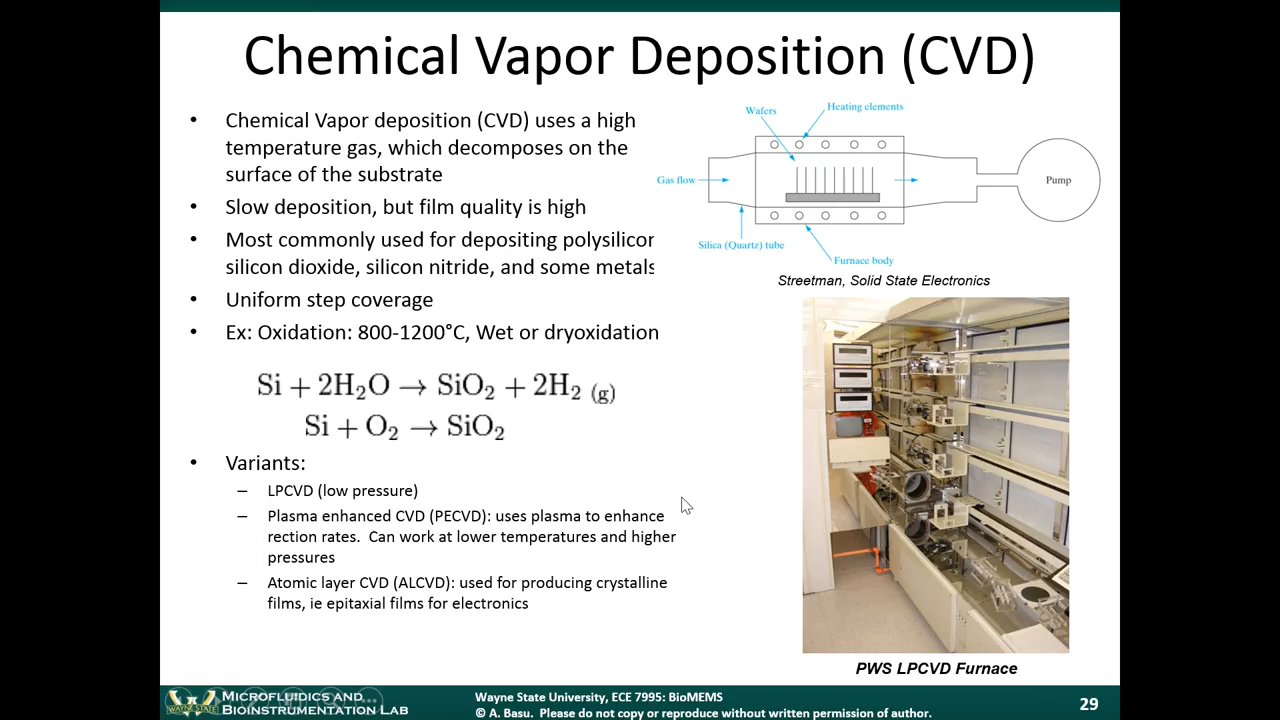 Chemical Vapor Deposition (CVD)
• Chemical Vapor deposition (CVD) uses a high
temperature gas, which decomposes on the
surface of the substrate
• Slow deposition, but film quality is high
• Most commonly used for depositing polysilicon
silicon dioxide, silicon nitride, and some metals
• Uniform step coverage
• Ex: Oxidation: 800-1200°C, Wet or dryoxidation
Si + 2H₂O → SiO₂ + 2H₂ (g)
Si + O₂ → SiO₂
• Variants:
– LPCVD (low pressure)
– Plasma enhanced CVD (PECVD): uses plasma to enhance
rection rates. Can work at lower temperatures and higher
pressures
– Atomic layer CVD (ALCVD): used for producing crystalline
films, ie epitaxial films for electronics
Wafers
Heating elements
Gas flow
Pump
Silica (Quartz) tube
Furnace body
Streetman, Solid State Electronics
PWS LPCVD Furnace
WAYNE STATE
MICROFLUIDICS AND
BIOINSTRUMENTATION LAB
Wayne State University, ECE 7995: BioMEMS
© A. Basu. Please do not copy or reproduce without written permission of author.
29